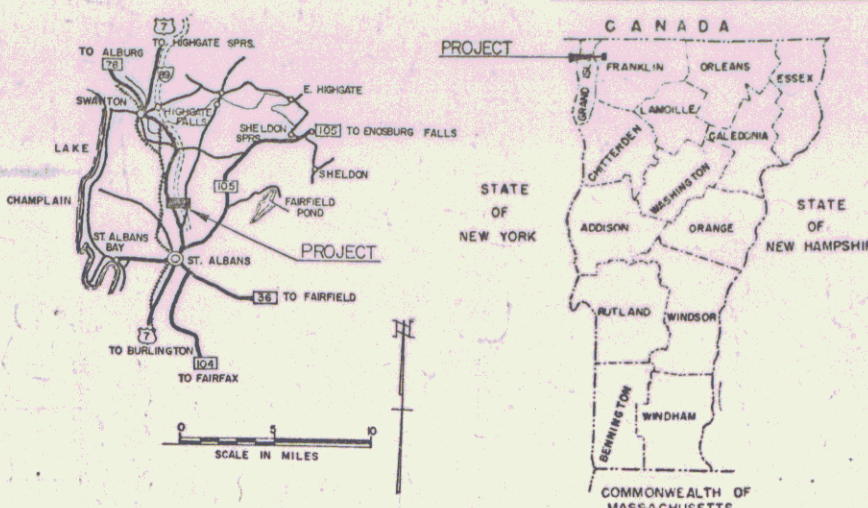 7
TO HIGHGATE SPRS.
TO ALBURG
78
89
SWANTON
HIGHGATE
FALLS
E. HIGHGATE
SHELDON
SPRS.
105 TO ENOSBURG FALLS
SHELDON
LAKE
CHAMPLAIN
105
FAIRFIELD
POND
ST. ALBANS
BAY
ST. ALBANS
PROJECT
36 TO FAIRFIELD
7
TO BURLINGTON
104
TO FAIRFAX
0 5 10
SCALE IN MILES
N
CANADA
PROJECT
GRAND ISL.
FRANKLIN
ORLEANS
ESSEX
LAMOILLE
CHITTENDEN
CALEDONIA
WASHINGTON
STATE
OF
NEW YORK
ADDISON
ORANGE
STATE
OF
NEW HAMPSHIR
RUTLAND
WINDSOR
BENNINGTON
WINDHAM
COMMONWEALTH OF
MASSACHUSETTS